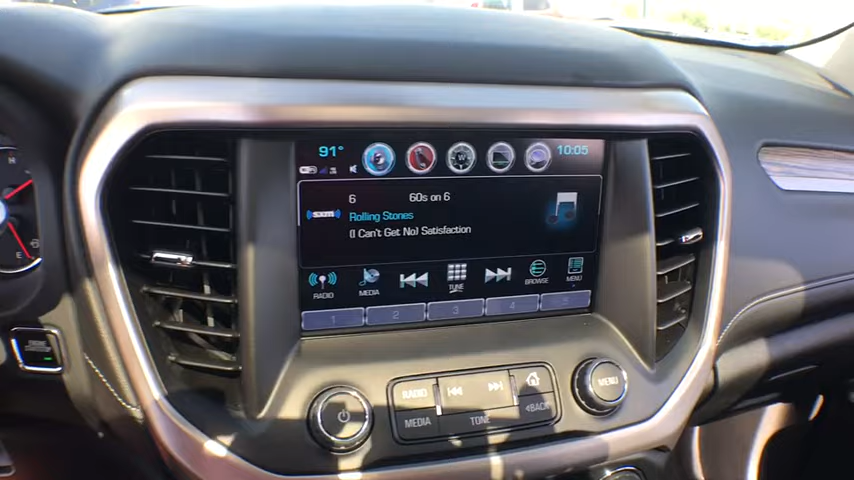 91° 10:05
6 60s on 6
sxm
Rolling Stones
(I Can't Get No) Satisfaction
RADIO MEDIA TUNE BROWSE MENU
1 2 3 4 5
RADIO
MEDIA TONE BACK
MENU
H
E
W